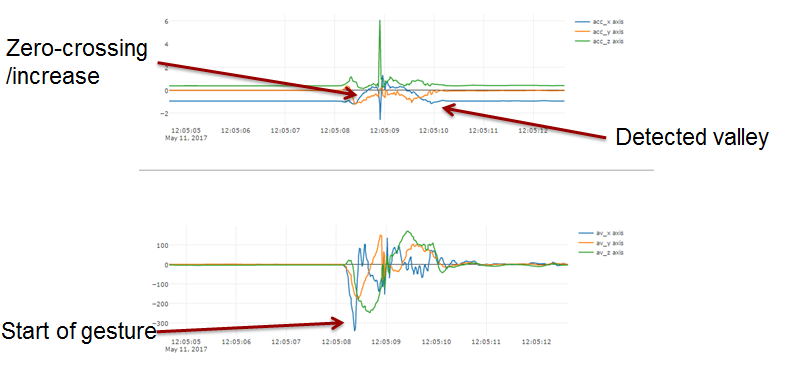 Zero-crossing
/increase
6
4
2
0
−2
acc_x axis
acc_y axis
acc_z axis
12:05:05 12:05:06 12:05:07 12:05:08 12:05:09 12:05:10 12:05:11 12:05:12
May 11, 2017
Detected valley
100
0
−100
−200
−300
av_x axis
av_y axis
av_z axis
Start of gesture
12:05:05 12:05:06 12:05:07 12:05:08 12:05:09 12:05:10 12:05:11 12:05:12
May 11, 2017